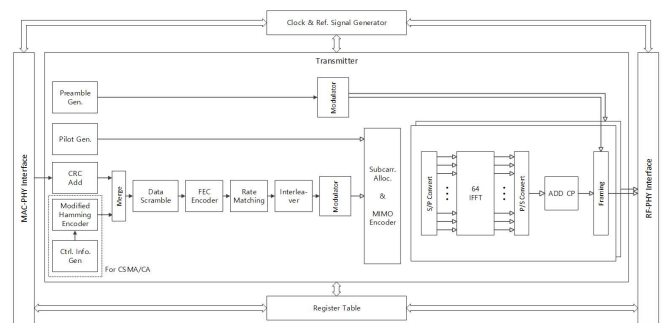 Clock & Ref. Signal Generator
Transmitter
MAC-PHY Interface
RF-PHY Interface
Preamble
Gen.
Modulator
Pilot Gen.
CRC
Add
Modified
Hamming
Encoder
Ctrl. Info.
Gen
For CSMA/CA
Merge
Data
Scramble
FEC
Encoder
Rate
Matching
Interlea-
ver
Modulator
Subcarr.
Alloc.
&
MIMO
Encoder
S/P Convert
64
IFFT
P/S Convert
ADD CP
Framing
Register Table